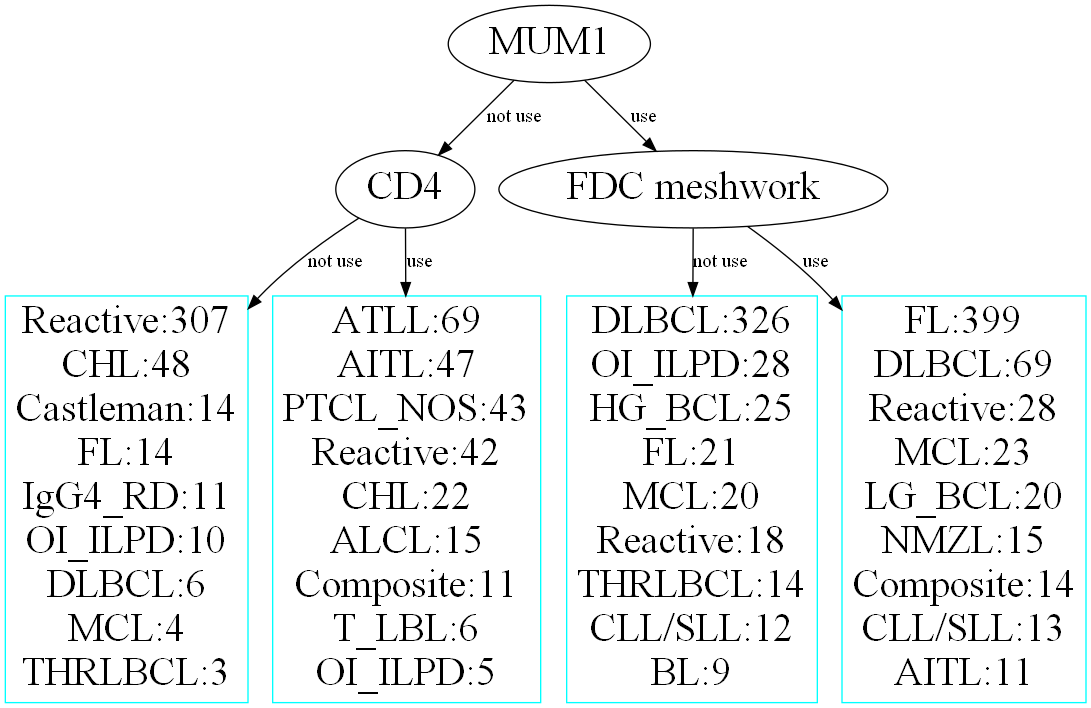 MUM1
not use
use
CD4
FDC meshwork
not use
use
not use
use
Reactive:307
CHL:48
Castleman:14
FL:14
IgG4_RD:11
OI_ILPD:10
DLBCL:6
MCL:4
THRLBCL:3
ATLL:69
AITL:47
PTCL_NOS:43
Reactive:42
CHL:22
ALCL:15
Composite:11
T_LBL:6
OI_ILPD:5
DLBCL:326
OI_ILPD:28
HG_BCL:25
FL:21
MCL:20
Reactive:18
THRLBCL:14
CLL/SLL:12
BL:9
FL:399
DLBCL:69
Reactive:28
MCL:23
LG_BCL:20
NMZL:15
Composite:14
CLL/SLL:13
AITL:11